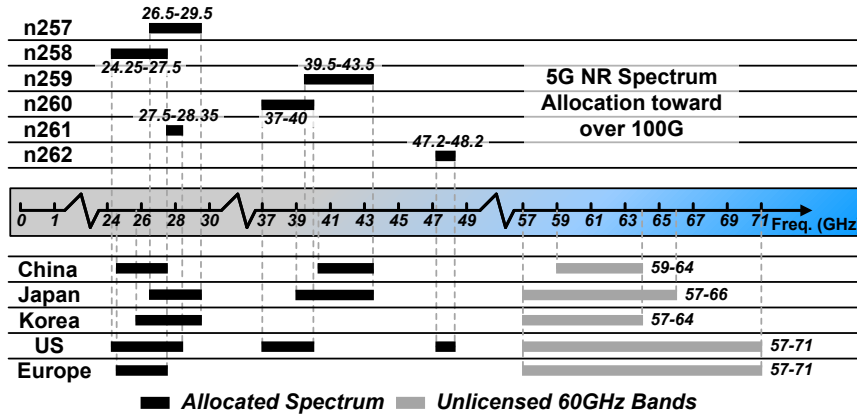 26.5-29.5
n257
n258
24.25-27.5
39.5-43.5
n259
5G NR Spectrum
n260
Allocation toward
27.5-28.35
37-40
n261
over 100G
47.2-48.2
n262
0 1 24 26 28 30 37 39 41 43 45 47 49 57 59 61 63 65 67 69 71 Freq. (GHz
China 59-64
Japan 57-66
Korea 57-64
US 57-71
Europe 57-71
Allocated Spectrum Unlicensed 60GHz Bands